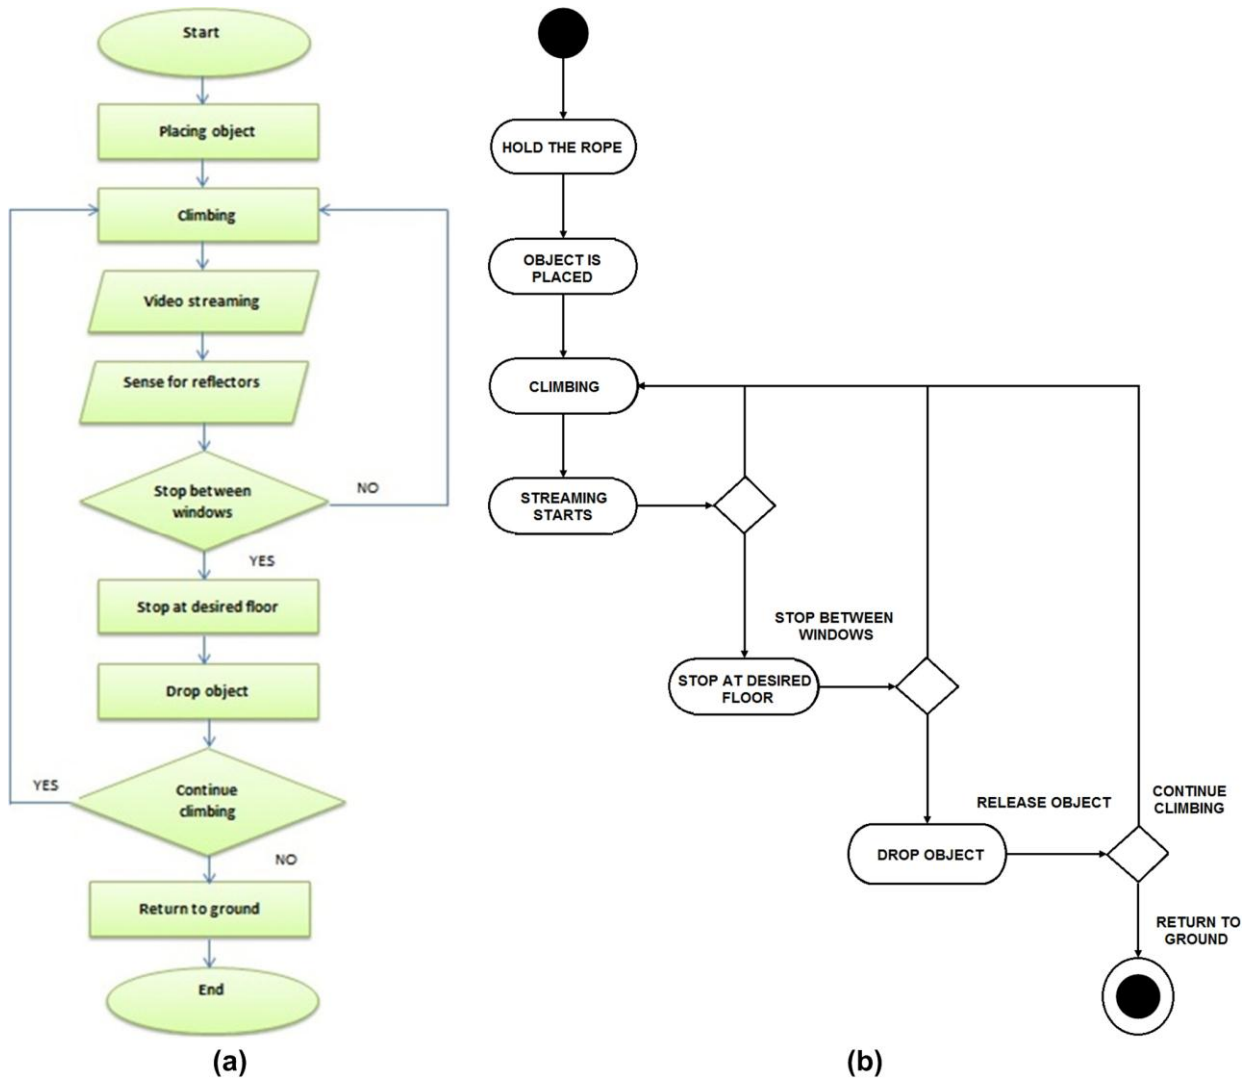 Start
Placing object
Climbing
Video streaming
Sense for reflectors
Stop between
windows
NO
YES
Stop at desired floor
Drop object
YES
Continue
climbing
NO
Return to ground
End
(a)
HOLD THE ROPE
OBJECT IS
PLACED
CLIMBING
STREAMING
STARTS
STOP BETWEEN
WINDOWS
STOP AT DESIRED
FLOOR
RELEASE OBJECT
CONTINUE
CLIMBING
DROP OBJECT
RETURN TO
GROUND
(b)